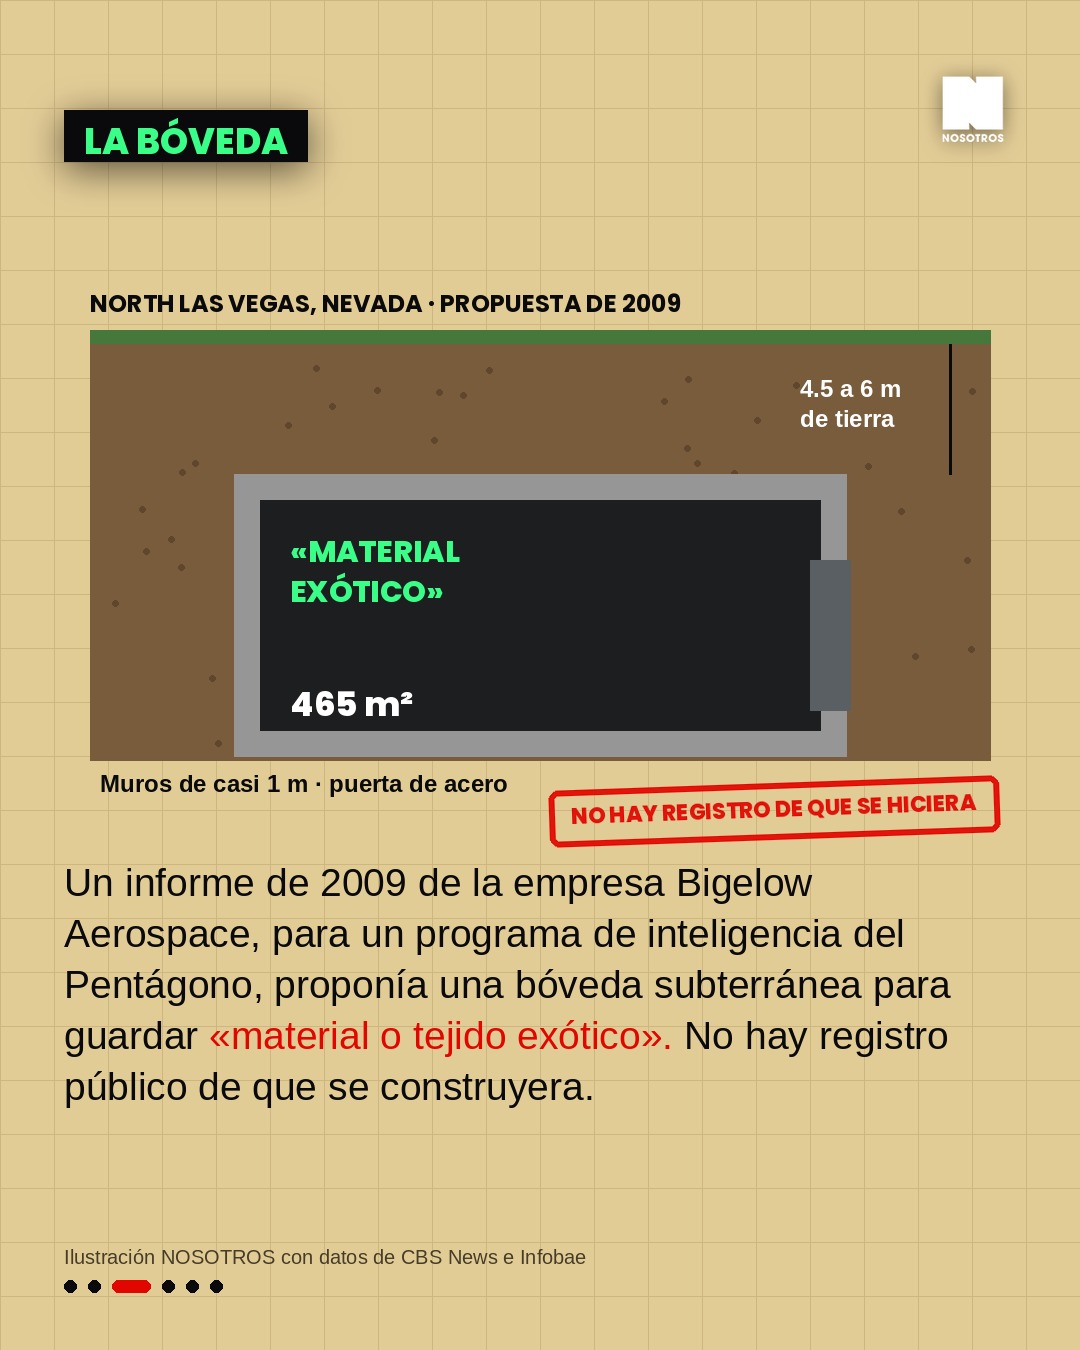 LA BÓVEDA
NOSOTROS
NORTH LAS VEGAS, NEVADA · PROPUESTA DE 2009
4.5 a 6 m
de tierra
«MATERIAL
EXÓTICO»
465 m²
Muros de casi 1 m · puerta de acero
NO HAY REGISTRO DE QUE SE HICIERA
Un informe de 2009 de la empresa Bigelow
Aerospace, para un programa de inteligencia del
Pentágono, proponía una bóveda subterránea para
guardar «material o tejido exótico». No hay registro
público de que se construyera.
Ilustración NOSOTROS con datos de CBS News e Infobae